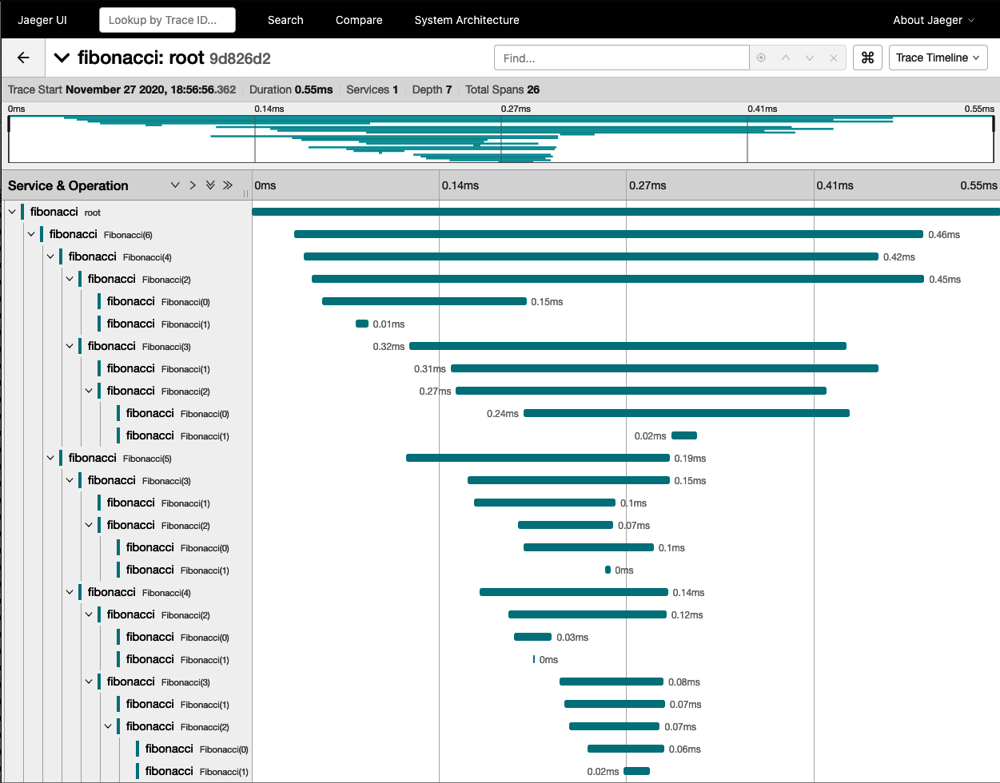 Jaeger UI Lookup by Trace ID... Search Compare System Architecture About Jaeger
fibonacci: root 9d826d2 Find... ⌘ Trace Timeline
Trace Start November 27 2020, 18:56:56.362 Duration 0.55ms Services 1 Depth 7 Total Spans 26
0ms 0.14ms 0.27ms 0.41ms 0.55ms
Service & Operation 0ms 0.14ms 0.27ms 0.41ms 0.55ms
fibonacci root
fibonacci Fibonacci(6) 0.46ms
fibonacci Fibonacci(4) 0.42ms
fibonacci Fibonacci(2) 0.45ms
fibonacci Fibonacci(0) 0.15ms
fibonacci Fibonacci(1) 0.01ms
fibonacci Fibonacci(3) 0.32ms
fibonacci Fibonacci(1) 0.31ms
fibonacci Fibonacci(2) 0.27ms
fibonacci Fibonacci(0) 0.24ms
fibonacci Fibonacci(1) 0.02ms
fibonacci Fibonacci(5) 0.19ms
fibonacci Fibonacci(3) 0.15ms
fibonacci Fibonacci(1) 0.1ms
fibonacci Fibonacci(2) 0.07ms
fibonacci Fibonacci(0) 0.1ms
fibonacci Fibonacci(1) 0ms
fibonacci Fibonacci(4) 0.14ms
fibonacci Fibonacci(2) 0.12ms
fibonacci Fibonacci(0) 0.03ms
fibonacci Fibonacci(1) 0ms
fibonacci Fibonacci(3) 0.08ms
fibonacci Fibonacci(1) 0.07ms
fibonacci Fibonacci(2) 0.07ms
fibonacci Fibonacci(0) 0.06ms
fibonacci Fibonacci(1) 0.02ms